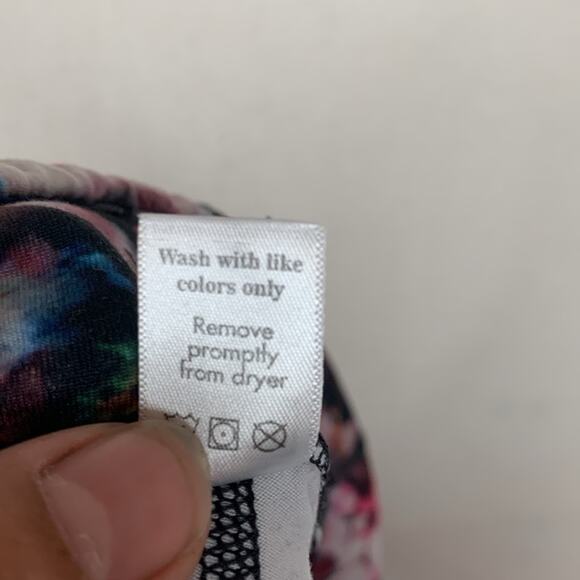 Wash with like
colors only
Remove
promptly
from dryer